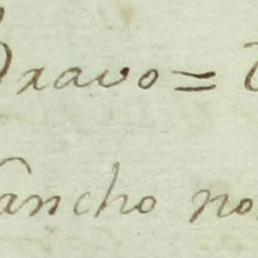 Bravo =
ancho no